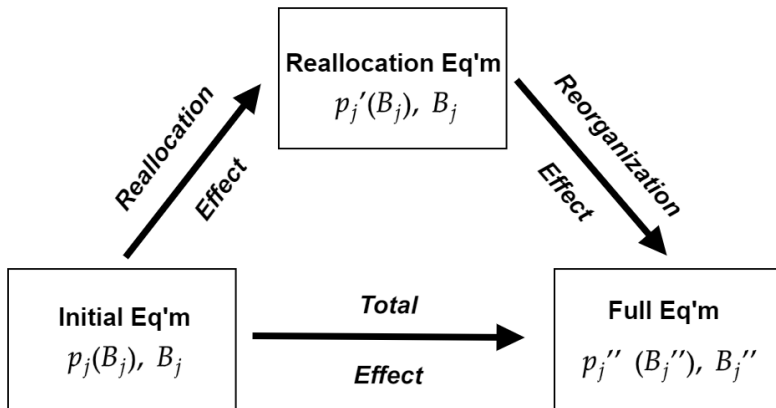 Reallocation Eq'm
p_j'(B_j), B_j
Reallocation
Effect
Reorganization
Effect
Initial Eq'm
p_j(B_j), B_j
Total
Effect
Full Eq'm
p_j'' (B_j''), B_j''